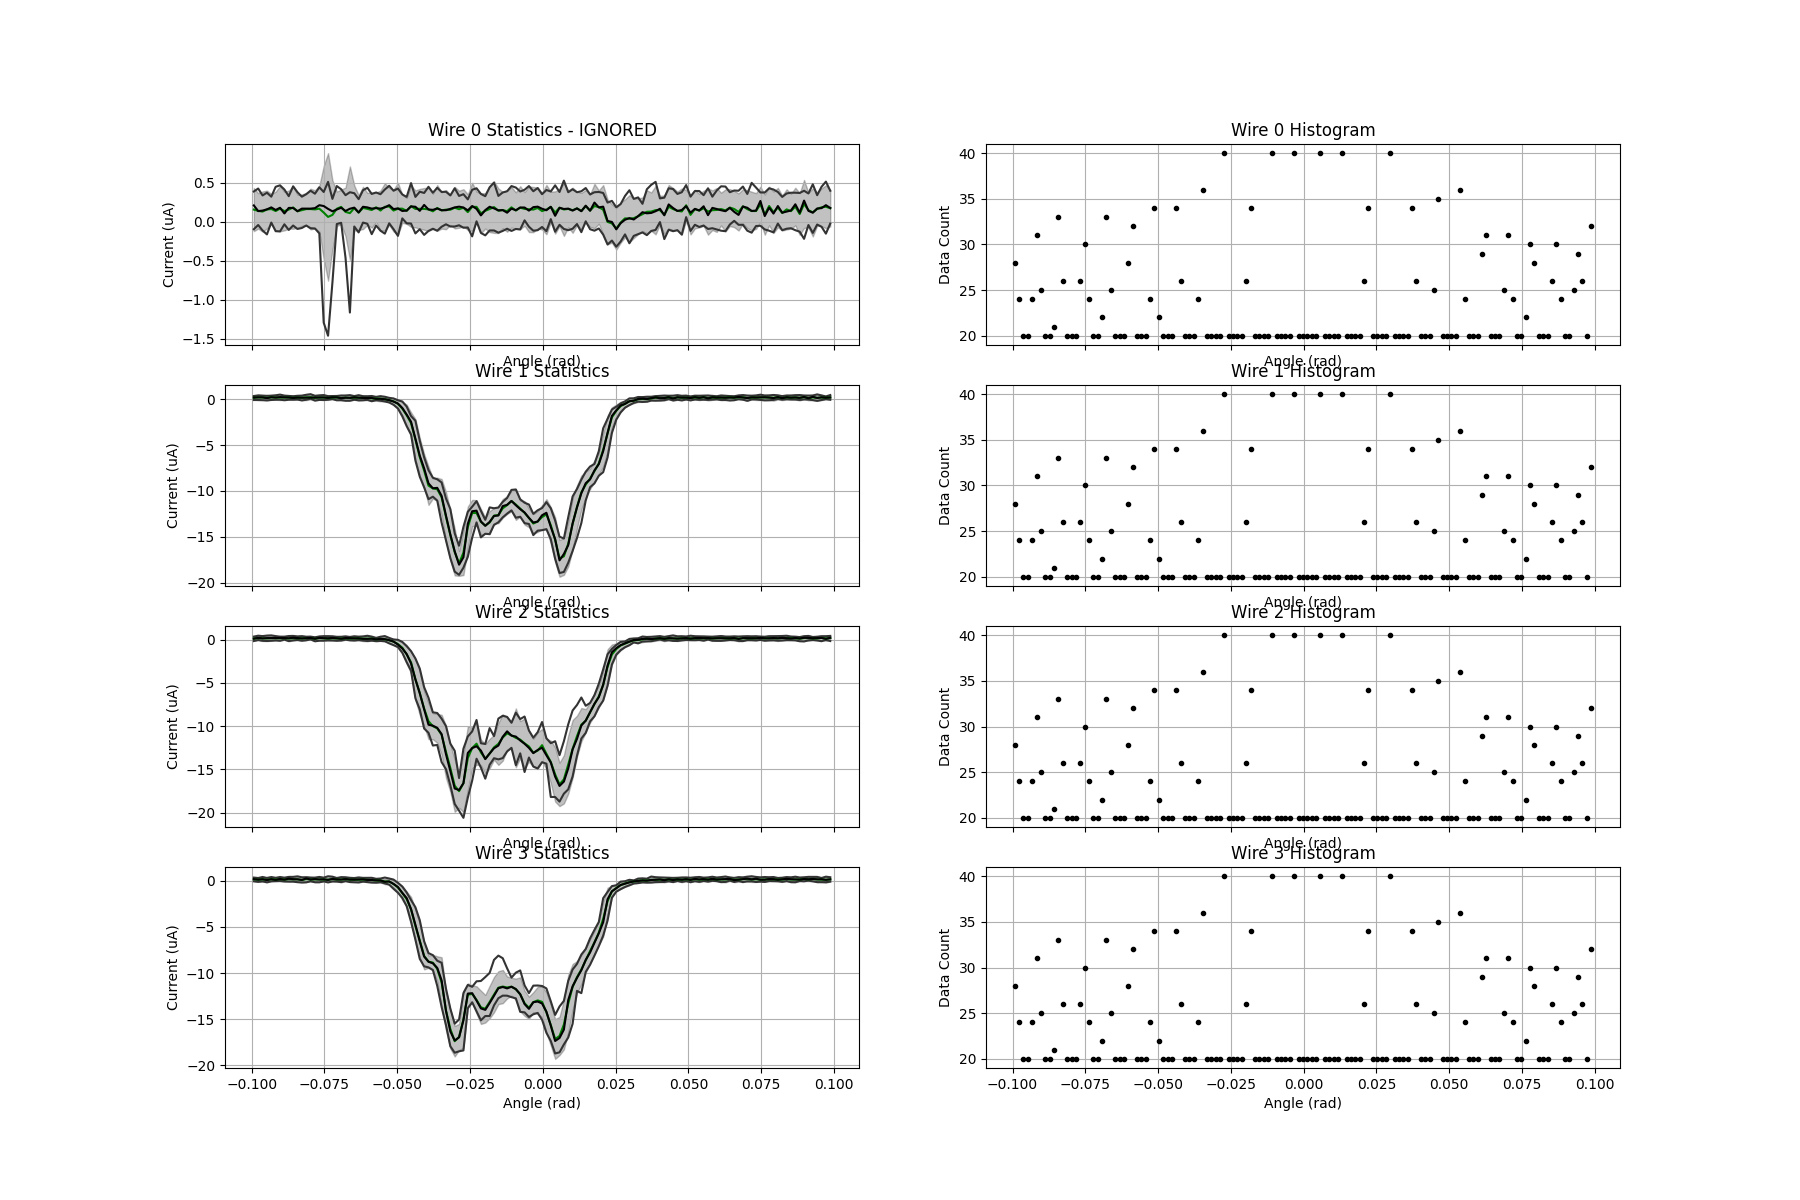 Wire 0 Statistics - IGNORED
Current (uA)
0.5
0.0
−0.5
−1.0
−1.5
Angle (rad)
Wire 0 Histogram
Data Count
40
35
30
25
20
Angle (rad)
Wire 1 Statistics
Current (uA)
0
−5
−10
−15
−20
Angle (rad)
Wire 1 Histogram
Data Count
40
35
30
25
20
Angle (rad)
Wire 2 Statistics
Current (uA)
0
−5
−10
−15
−20
Angle (rad)
Wire 2 Histogram
Data Count
40
35
30
25
20
Angle (rad)
Wire 3 Statistics
Current (uA)
0
−5
−10
−15
−20
−0.100 −0.075 −0.050 −0.025 0.000 0.025 0.050 0.075 0.100
Angle (rad)
Wire 3 Histogram
Data Count
40
35
30
25
20
−0.100 −0.075 −0.050 −0.025 0.000 0.025 0.050 0.075 0.100
Angle (rad)